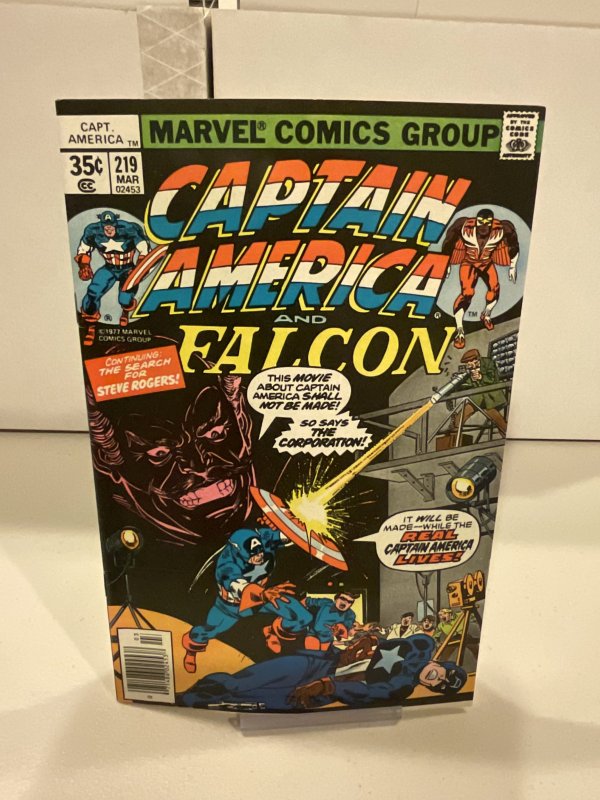 CAPT.
AMERICA TM
MARVEL® COMICS GROUP
APPROVED
BY THE
COMICS
CODE
AUTHORITY
35¢
CC
219
MAR
02453
CAPTAIN
AMERICA®
AND
FALCON
®
TM
©1977 MARVEL
COMICS GROUP
CONTINUING:
THE SEARCH
FOR
STEVE ROGERS!
THIS MOVIE
ABOUT CAPTAIN
AMERICA SHALL
NOT BE MADE!
SO SAYS
THE
CORPORATION!
IT WILL BE
MADE—WHILE THE
REAL
CAPTAIN AMERICA
LIVES!
03